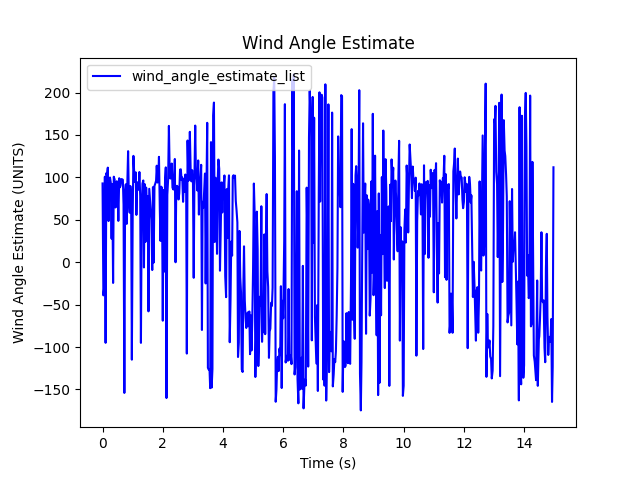 Wind Angle Estimate
wind_angle_estimate_list
Wind Angle Estimate (UNITS)
200
150
100
50
0
−50
−100
−150
0 2 4 6 8 10 12 14
Time (s)